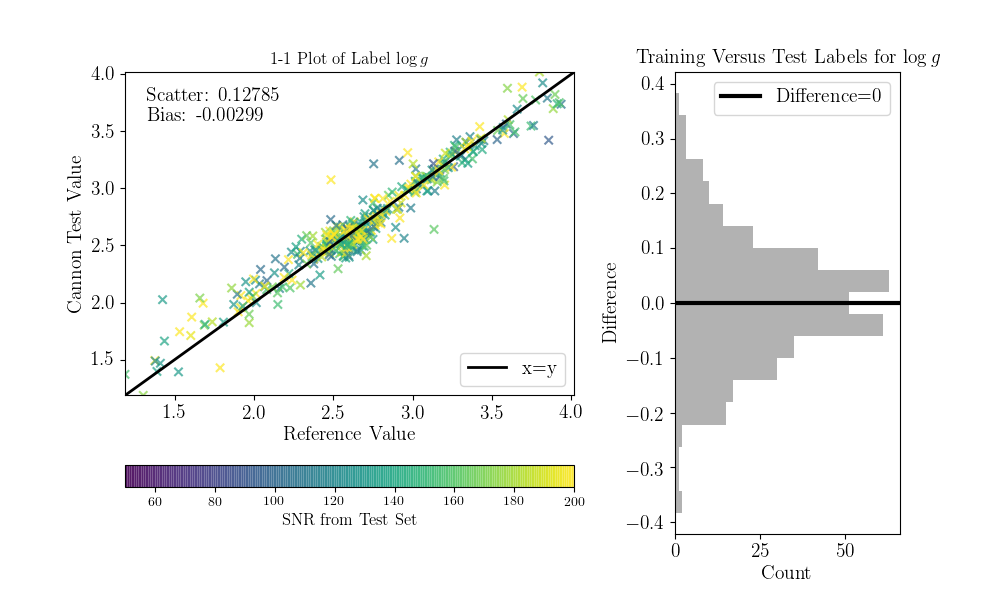 1-1 Plot of Label log g
Scatter: 0.12785
Bias: -0.00299
4.0
3.5
3.0
2.5
2.0
1.5
Cannon Test Value
x=y
1.5 2.0 2.5 3.0 3.5 4.0
Reference Value
60 80 100 120 140 160 180 200
SNR from Test Set
Training Versus Test Labels for log g
Difference=0
0.4
0.3
0.2
0.1
0.0
−0.1
−0.2
−0.3
−0.4
Difference
0 25 50
Count